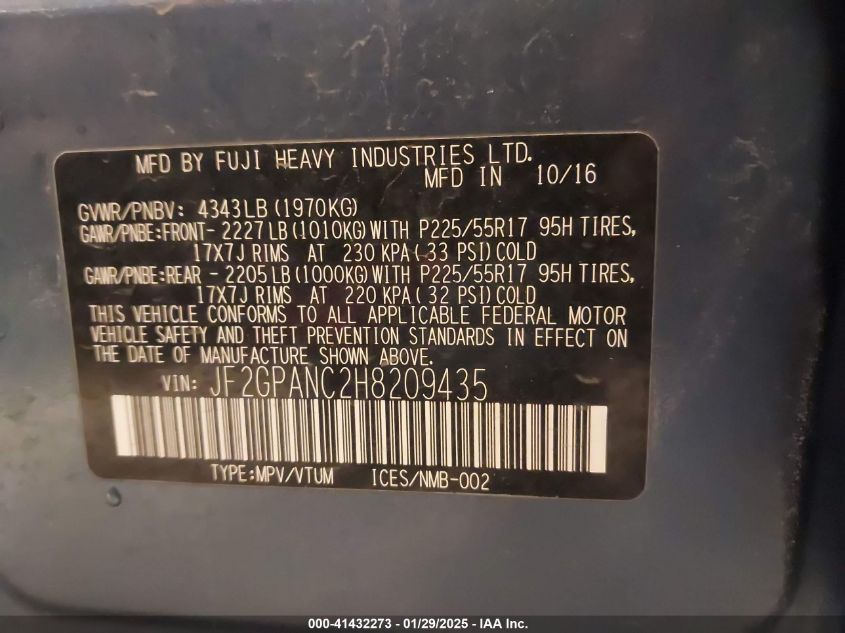 MFD BY FUJI HEAVY INDUSTRIES LTD.
MFD IN 10/16
GVWR/PNBV: 4343LB (1970KG)
GAWR/PNBE:FRONT- 2227LB (1010KG) WITH P225/55R17 95H TIRES,
17X7J RIMS AT 230 KPA ( 33 PSI) COLD
GAWR/PNBE:REAR - 2205LB (1000KG) WITH P225/55R17 95H TIRES,
17X7J RIMS AT 220 KPA ( 32 PSI) COLD
THIS VEHICLE CONFORMS TO ALL APPLICABLE FEDERAL MOTOR
VEHICLE SAFETY AND THEFT PREVENTION STANDARDS IN EFFECT ON
THE DATE OF MANUFACTURE SHOWN ABOVE.
VIN: JF2GPANC2H8209435
TYPE:MPV/VTUM ICES/NMB-002
000-41432273 - 01/29/2025 - IAA Inc.